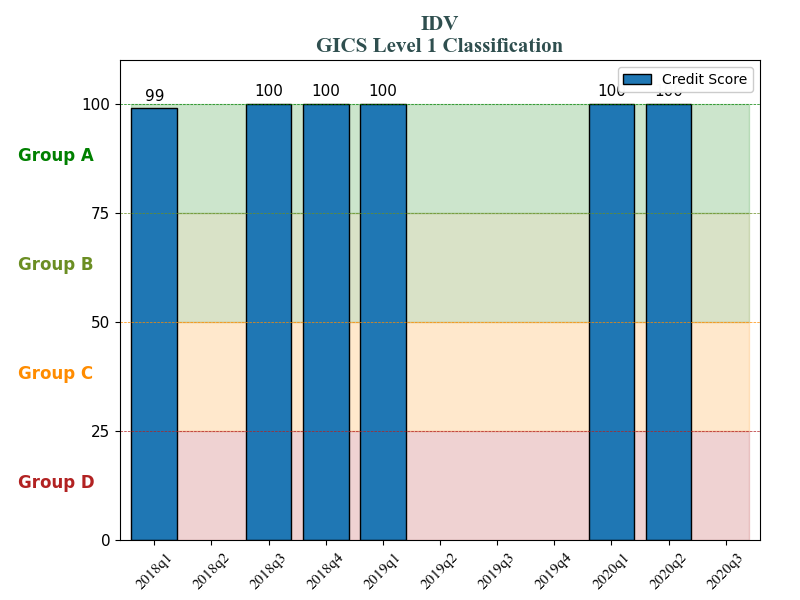 IDV
GICS Level 1 Classification
Credit Score
99
100
100
100
100
100
100
Group A
75
Group B
50
Group C
25
Group D
0
2018q1
2018q2
2018q3
2018q4
2019q1
2019q2
2019q3
2019q4
2020q1
2020q2
2020q3